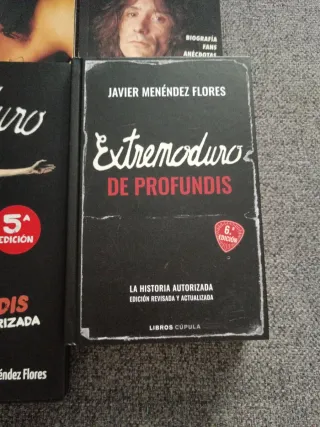 BIOGRAFÍA
FANS
ANÉCDOTAS
JAVIER MENÉNDEZ FLORES
Extremoduro
DE PROFUNDIS
6.ª
EDICIÓN
LA HISTORIA AUTORIZADA
EDICIÓN REVISADA Y ACTUALIZADA
LIBROS CÚPULA
uro
5ª
EDICIÓN
DIS
RIZADA
éndez Flores